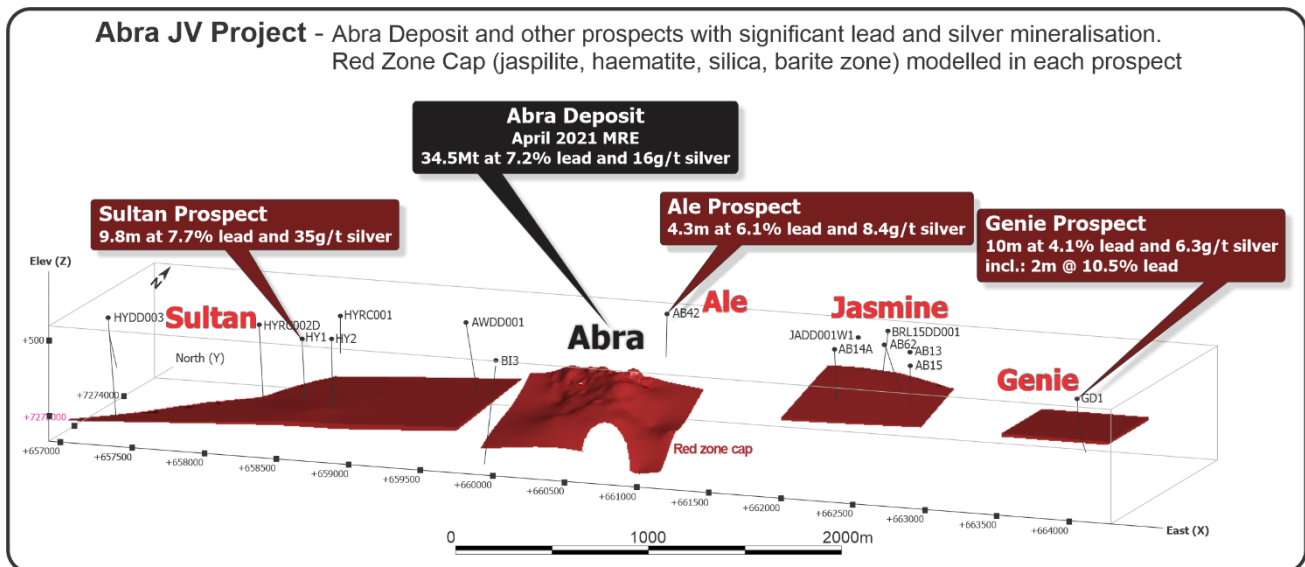 Abra JV Project - Abra Deposit and other prospects with significant lead and silver mineralisation.
Red Zone Cap (jaspilite, haematite, silica, barite zone) modelled in each prospect
Abra Deposit
April 2021 MRE
34.5Mt at 7.2% lead and 16g/t silver
Sultan Prospect
9.8m at 7.7% lead and 35g/t silver
Ale Prospect
4.3m at 6.1% lead and 8.4g/t silver
Genie Prospect
10m at 4.1% lead and 6.3g/t silver
incl.: 2m @ 10.5% lead
Elev (Z)
N
+500
North (Y)
+7274000
HYDD003
Sultan
HYRC002D
HY1
HYRC001
HY2
AWDD001
BI3
Abra
AB42
Ale
Jasmine
JADD001W1
AB14A
BRL15DD001
AB62
AB13
AB15
Genie
GD1
Red zone cap
+657000
+657500
+658000
+658500
+659000
+659500
+660000
+660500
+661000
+661500
+662000
+662500
+663000
+663500
+664000
East (X)
0
1000
2000m